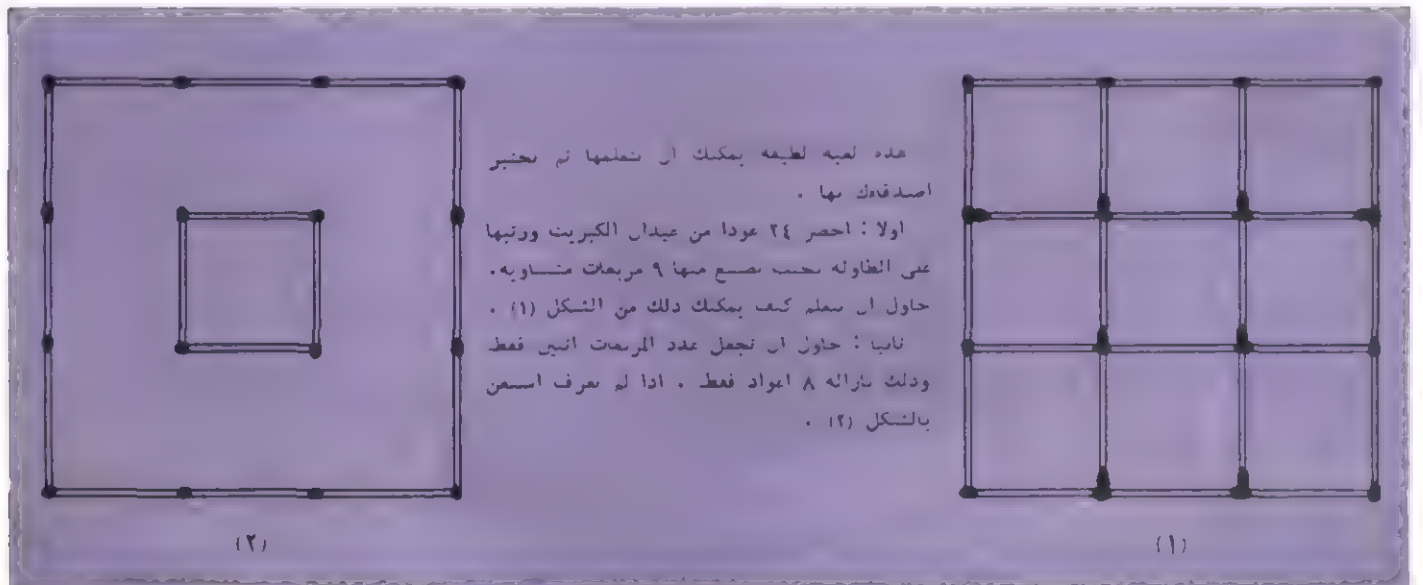 هذه لعبة لطيفة يمكنك ان تتعلمها ثم تختبر
اصدقاءك بها .
اولا : احضر ٢٤ عودا من عيدان الكبريت ورتبها
على الطاولة بحيث تصنع منها ٩ مربعات متساوية.
حاول ان تتعلم كيف يمكنك ذلك من الشكل (١) .
ثانيا : حاول ان تجعل عدد المربعات اثنين فقط
وذلك بازالة ٨ اعواد فقط . اذا لم تعرف استعن
بالشكل (٢) .
(١)
(٢)